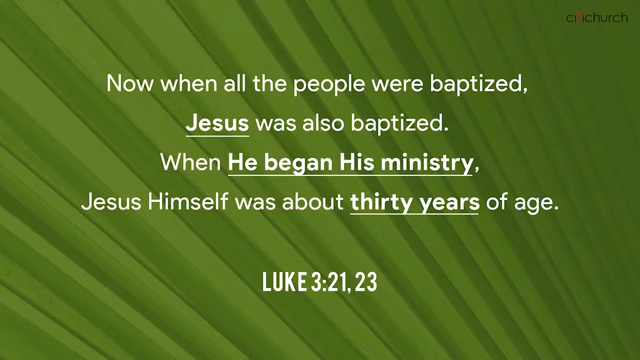 citichurch
Now when all the people were baptized,
Jesus was also baptized.
When He began His ministry,
Jesus Himself was about thirty years of age.
LUKE 3:21, 23